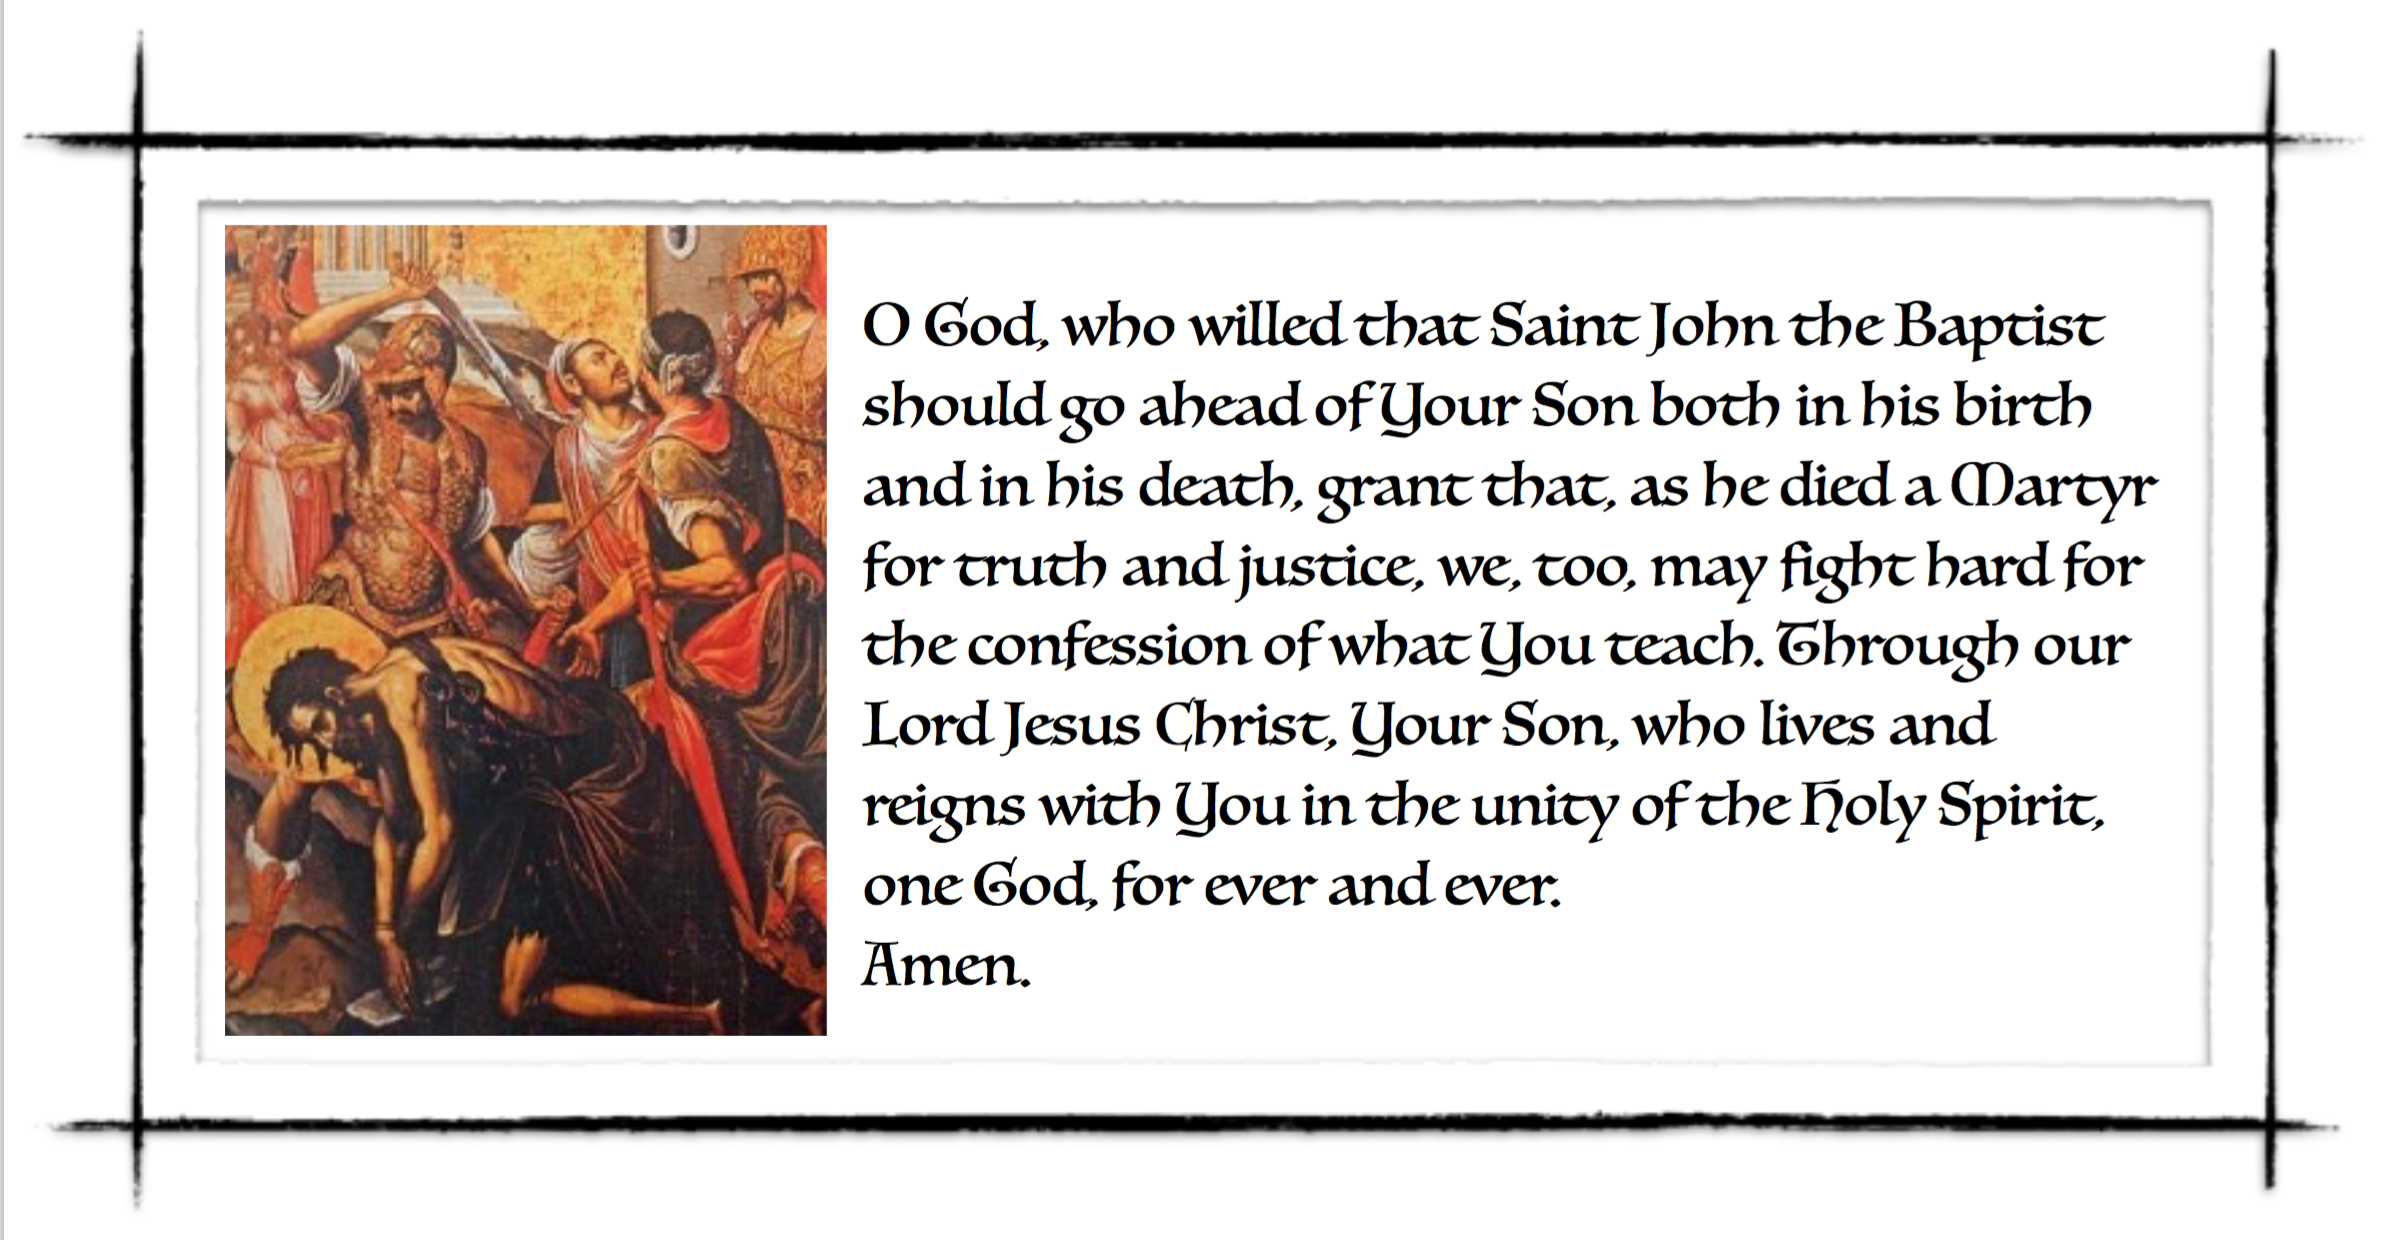 O God, who willed that Saint John the Baptist
should go ahead of Your Son both in his birth
and in his death, grant that, as he died a Martyr
for truth and justice, we, too, may fight hard for
the confession of what You teach. Through our
Lord Jesus Christ, Your Son, who lives and
reigns with You in the unity of the Holy Spirit,
one God, for ever and ever.
Amen.